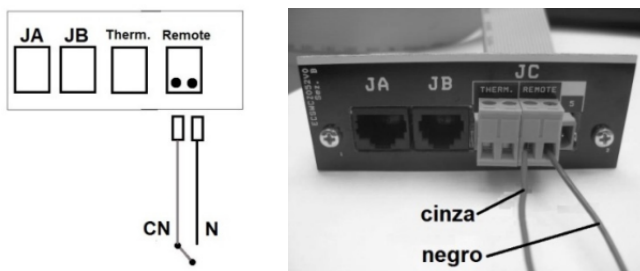 JA JB Therm. Remote
CN N
JA JB JC
THERM. REMOTE
cinza
negro